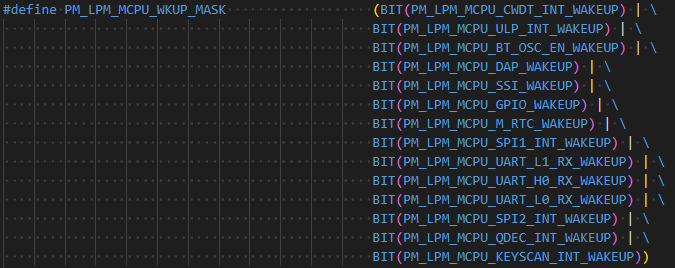 #define PM_LPM_MCPU_WKUP_MASK (BIT(PM_LPM_MCPU_CWDT_INT_WAKEUP) | \
BIT(PM_LPM_MCPU_ULP_INT_WAKEUP) | \
BIT(PM_LPM_MCPU_BT_OSC_EN_WAKEUP) | \
BIT(PM_LPM_MCPU_DAP_WAKEUP) | \
BIT(PM_LPM_MCPU_SSI_WAKEUP) | \
BIT(PM_LPM_MCPU_GPIO_WAKEUP) | \
BIT(PM_LPM_MCPU_M_RTC_WAKEUP) | \
BIT(PM_LPM_MCPU_SPI1_INT_WAKEUP) | \
BIT(PM_LPM_MCPU_UART_L1_RX_WAKEUP) | \
BIT(PM_LPM_MCPU_UART_H0_RX_WAKEUP) | \
BIT(PM_LPM_MCPU_UART_L0_RX_WAKEUP) | \
BIT(PM_LPM_MCPU_SPI2_INT_WAKEUP) | \
BIT(PM_LPM_MCPU_QDEC_INT_WAKEUP) | \
BIT(PM_LPM_MCPU_KEYSCAN_INT_WAKEUP))